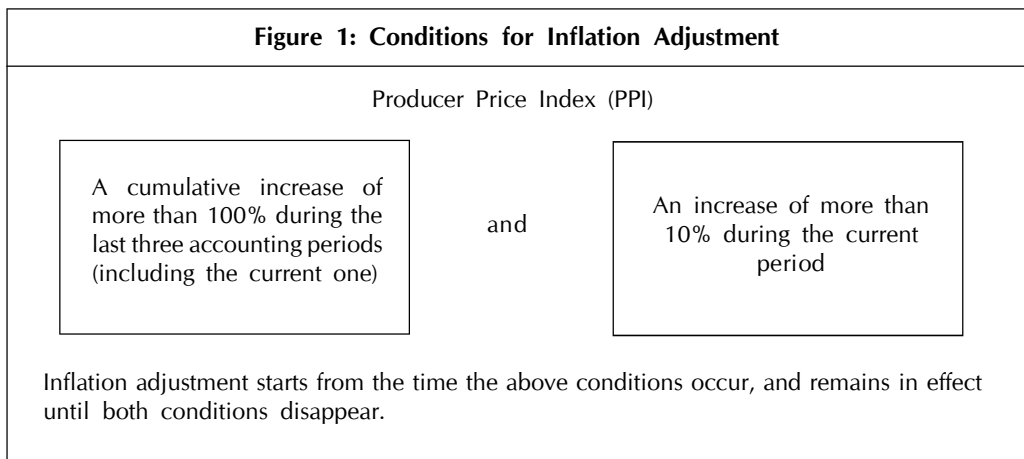 Figure 1: Conditions for Inflation Adjustment
Producer Price Index (PPI)
A cumulative increase of
more than 100% during the
last three accounting periods
(including the current one)
and
An increase of more than
10% during the current
period
Inflation adjustment starts from the time the above conditions occur, and remains in effect
until both conditions disappear.